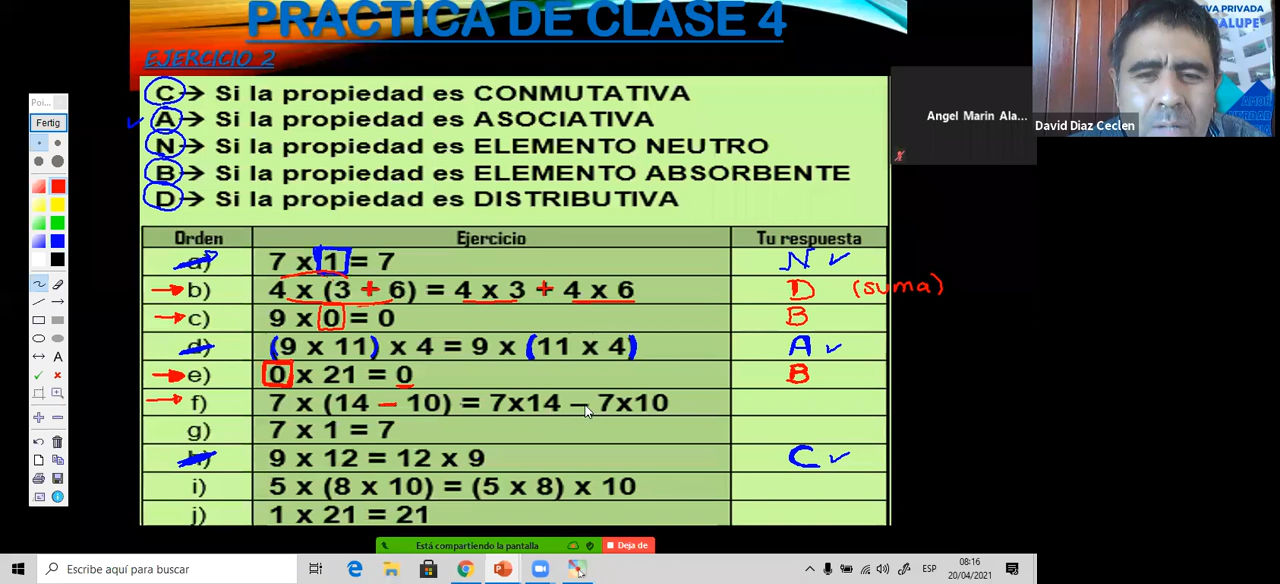 PRACTICA DE CLASE 4
EJERCICIO 2
C → Si la propiedad es CONMUTATIVA
A → Si la propiedad es ASOCIATIVA
N → Si la propiedad es ELEMENTO NEUTRO
B → Si la propiedad es ELEMENTO ABSORBENTE
D → Si la propiedad es DISTRIBUTIVA
Orden Ejercicio Tu respuesta
a) 7 x 1 = 7 N ✓
b) 4 x (3 + 6) = 4 x 3 + 4 x 6 D (suma)
c) 9 x 0 = 0 B
d) (9 x 11) x 4 = 9 x (11 x 4) A ✓
e) 0 x 21 = 0 B
f) 7 x (14 - 10) = 7x14 - 7x10
g) 7 x 1 = 7
h) 9 x 12 = 12 x 9 C ✓
i) 5 x (8 x 10) = (5 x 8) x 10
j) 1 x 21 = 21
Poi...
Fertig
A
VA PRIVADA
ALUPE"
Angel Marin Ala...
David Diaz Ceclen
Está compartiendo la pantalla
Deja de
Escribe aquí para buscar
ESP
08:16
20/04/2021